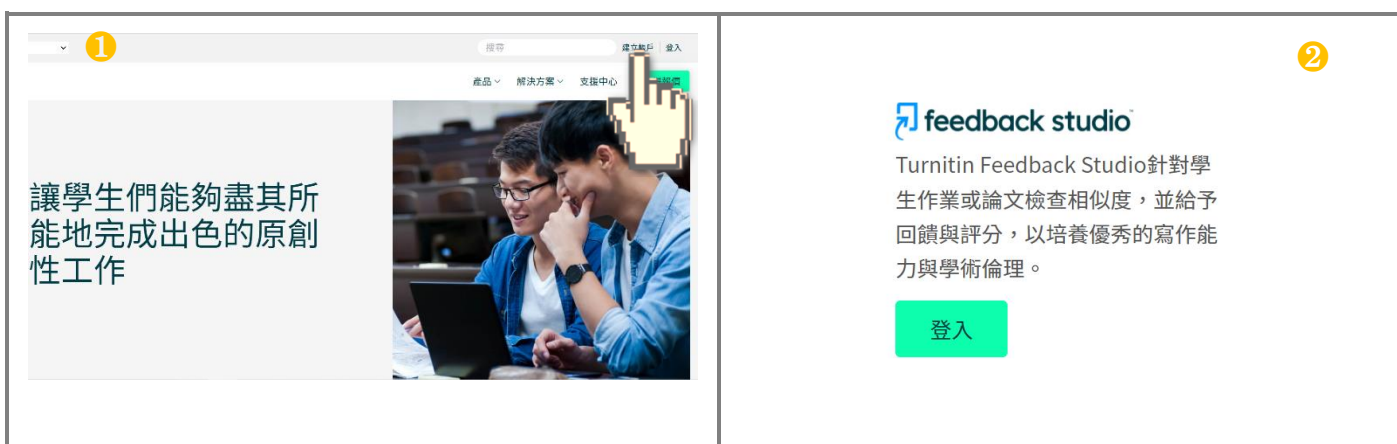 ❶
搜尋
建立帳戶 登入
產品 解決方案 支援中心
讓學生們能夠盡其所
能地完成出色的原創
性工作
❷
feedback studio™
Turnitin Feedback Studio針對學
生作業或論文檢查相似度，並給予
回饋與評分，以培養優秀的寫作能
力與學術倫理。
登入